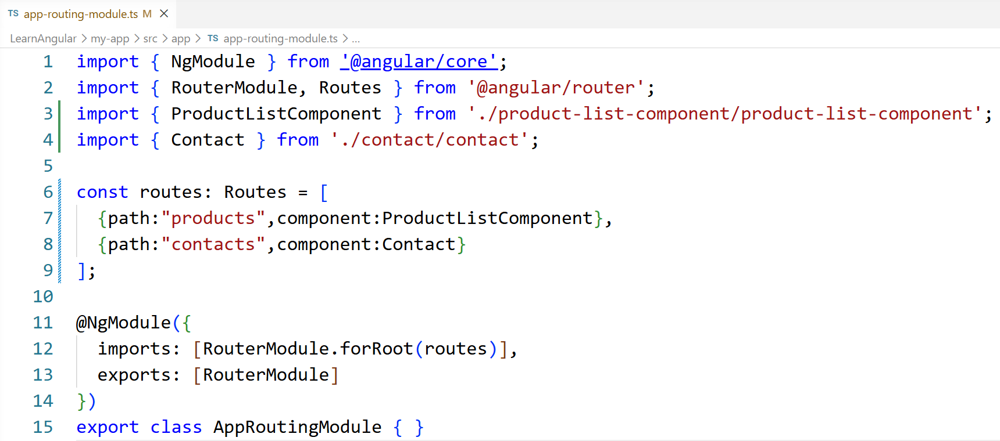 TS app-routing-module.ts M ×
LearnAngular > my-app > src > app > TS app-routing-module.ts > ...
1 import { NgModule } from '@angular/core';
2 import { RouterModule, Routes } from '@angular/router';
3 import { ProductListComponent } from './product-list-component/product-list-component';
4 import { Contact } from './contact/contact';
5
6 const routes: Routes = [
7   {path:"products",component:ProductListComponent},
8   {path:"contacts",component:Contact}
9 ];
10
11 @NgModule({
12   imports: [RouterModule.forRoot(routes)],
13   exports: [RouterModule]
14 })
15 export class AppRoutingModule { }